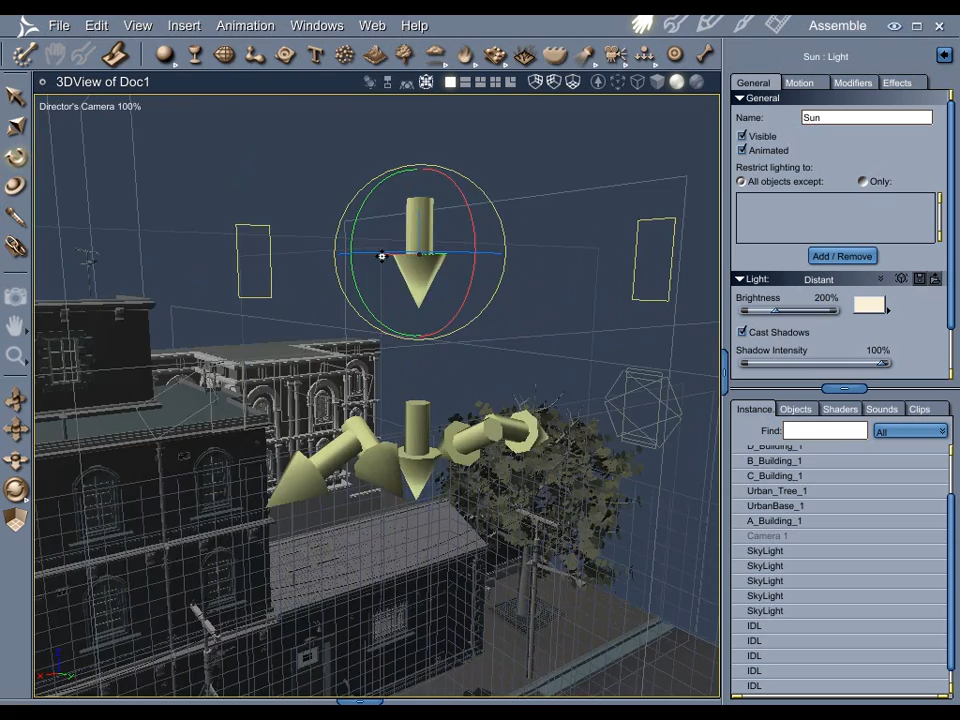 File Edit View Insert Animation Windows Web Help Assemble
3DView of Doc1
Director's Camera 100%
Sun : Light
General Motion Modifiers Effects
General
Name: Sun
Visible
Animated
Restrict lighting to:
All objects except: Only:
Add / Remove
Light: Distant
Brightness 200%
Cast Shadows
Shadow Intensity 100%
Instance Objects Shaders Sounds Clips
Find: All
D_Building_1
B_Building_1
C_Building_1
Urban_Tree_1
UrbanBase_1
A_Building_1
Camera 1
SkyLight
SkyLight
SkyLight
SkyLight
SkyLight
IDL
IDL
IDL
IDL
IDL